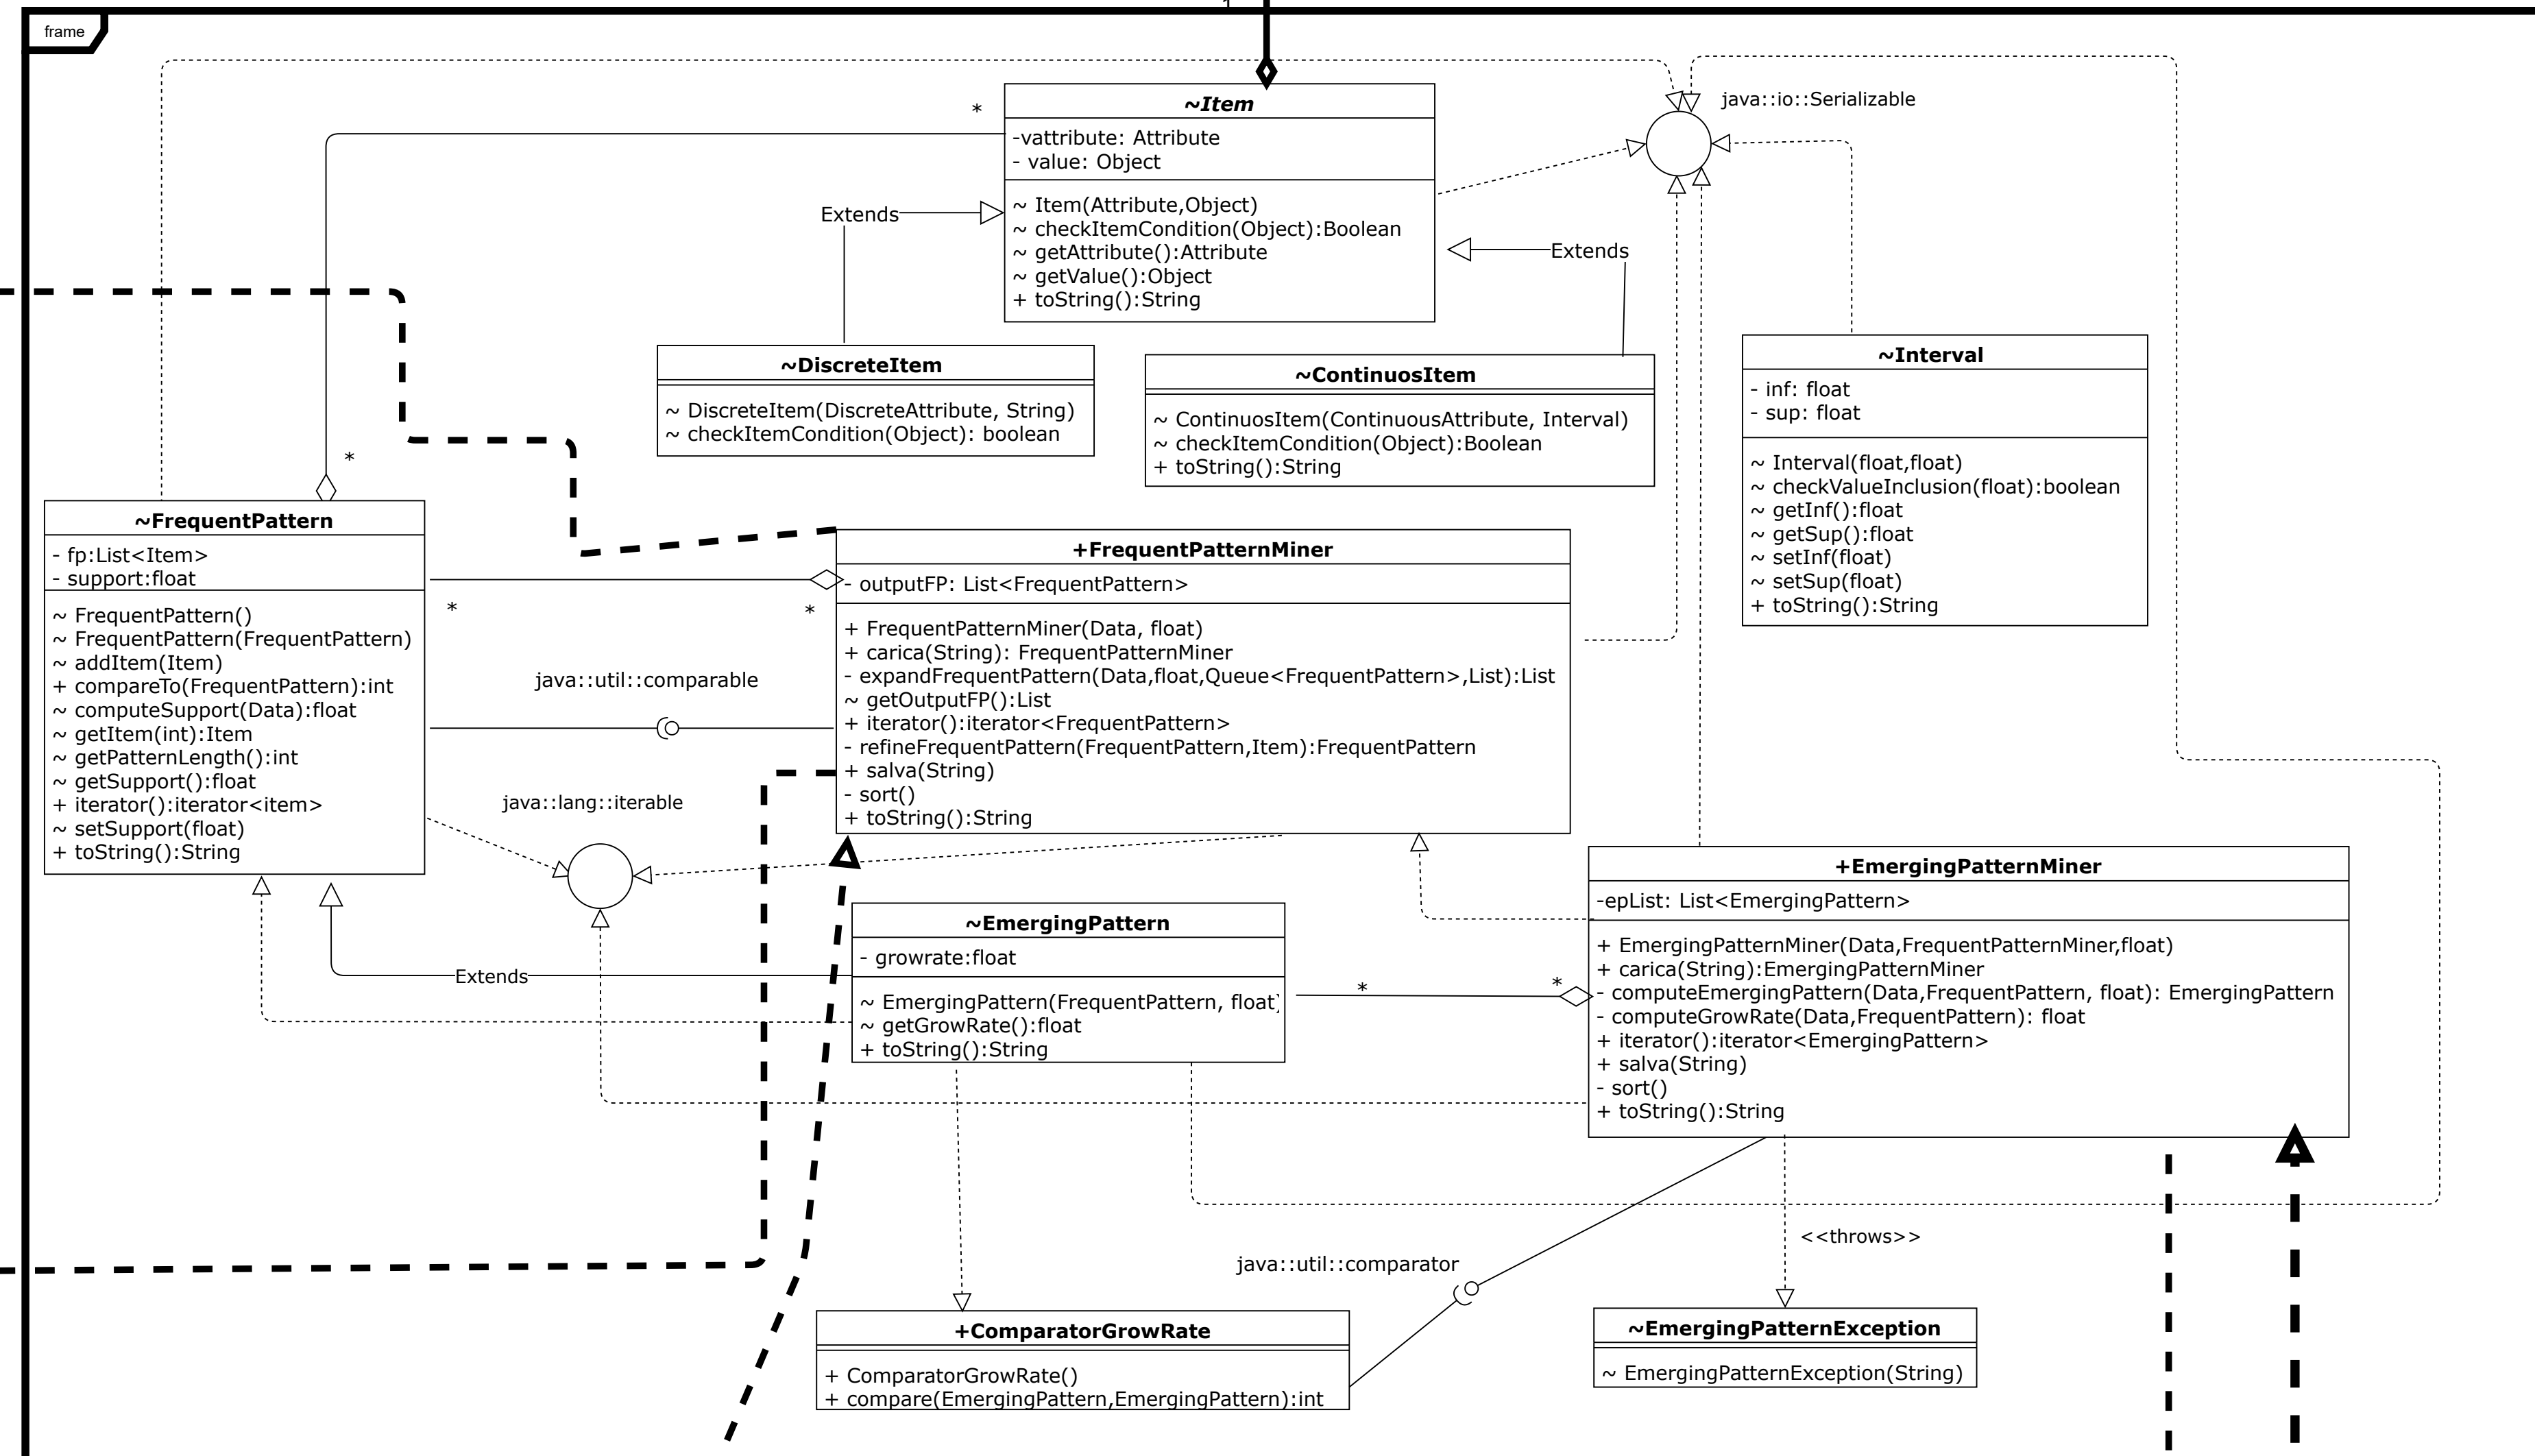 frame
1
java::io::Serializable
*
~Item
-vattribute: Attribute
- value: Object
~ Item(Attribute,Object)
~ checkItemCondition(Object):Boolean
~ getAttribute():Attribute
~ getValue():Object
+ toString():String
Extends
Extends
~DiscreteItem
~ DiscreteItem(DiscreteAttribute, String)
~ checkItemCondition(Object): boolean
~ContinuosItem
~ ContinuosItem(ContinuousAttribute, Interval)
~ checkItemCondition(Object):Boolean
+ toString():String
~Interval
- inf: float
- sup: float
~ Interval(float,float)
~ checkValueInclusion(float):boolean
~ getInf():float
~ getSup():float
~ setInf(float)
~ setSup(float)
+ toString():String
*
~FrequentPattern
- fp:List<Item>
- support:float
~ FrequentPattern()
~ FrequentPattern(FrequentPattern)
~ addItem(Item)
+ compareTo(FrequentPattern):int
~ computeSupport(Data):float
~ getItem(int):Item
~ getPatternLength():int
~ getSupport():float
+ iterator():iterator<item>
~ setSupport(float)
+ toString():String
*
*
java::util::comparable
java::lang::iterable
+FrequentPatternMiner
- outputFP: List<FrequentPattern>
+ FrequentPatternMiner(Data, float)
+ carica(String): FrequentPatternMiner
- expandFrequentPattern(Data,float,Queue<FrequentPattern>,List):List
~ getOutputFP():List
+ iterator():iterator<FrequentPattern>
- refineFrequentPattern(FrequentPattern,Item):FrequentPattern
+ salva(String)
- sort()
+ toString():String
Extends
~EmergingPattern
- growrate:float
~ EmergingPattern(FrequentPattern, float)
~ getGrowRate():float
+ toString():String
*
*
+EmergingPatternMiner
-epList: List<EmergingPattern>
+ EmergingPatternMiner(Data,FrequentPatternMiner,float)
+ carica(String):EmergingPatternMiner
- computeEmergingPattern(Data,FrequentPattern, float): EmergingPattern
- computeGrowRate(Data,FrequentPattern): float
+ iterator():iterator<EmergingPattern>
+ salva(String)
- sort()
+ toString():String
<<throws>>
java::util::comparator
+ComparatorGrowRate
+ ComparatorGrowRate()
+ compare(EmergingPattern,EmergingPattern):int
~EmergingPatternException
~ EmergingPatternException(String)